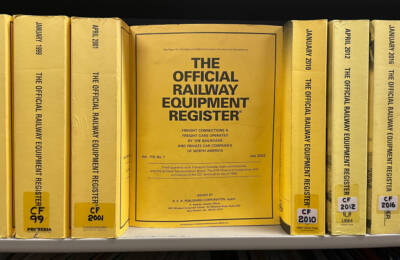 JANUARY 1999
THE OFFICIAL RAILWAY EQUIPMENT REGISTER
CF
99
APRIL 2001
THE OFFICIAL RAILWAY EQUIPMENT REGISTER
CF
2001
THE
OFFICIAL
RAILWAY
EQUIPMENT
REGISTER
FREIGHT CONNECTIONS &
FREIGHT CARS OPERATED
BY THE RAILROADS
AND PRIVATE CAR COMPANIES
OF NORTH AMERICA
ISSUED BY
JANUARY 2010
THE OFFICIAL RAILWAY EQUIPMENT REGISTER
CF
2010
APRIL 2012
THE OFFICIAL RAILWAY EQUIPMENT REGISTER
CF
2012
JANUARY 2016
THE OFFICIAL RAILWAY EQUIPMENT REGISTER
CF
2016